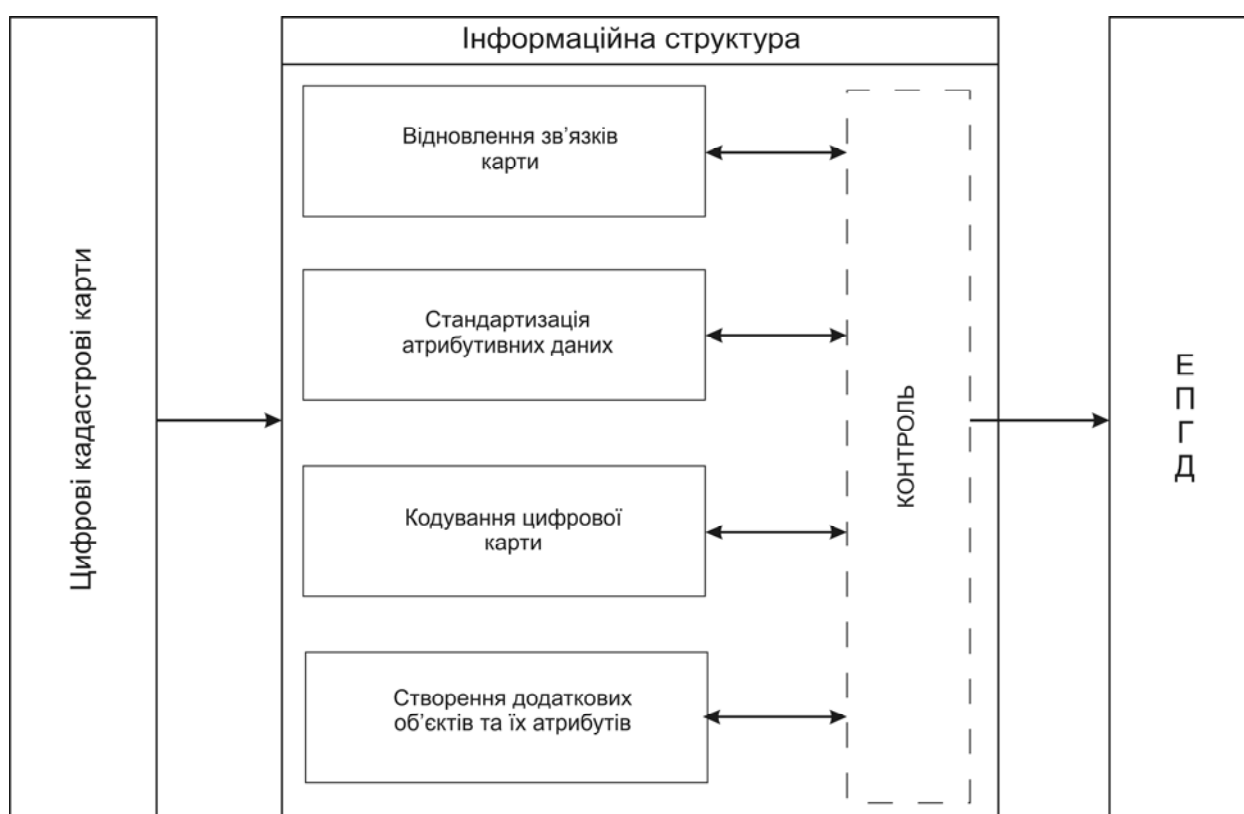 Інформаційна структура
Цифрові кадастрові карти
Відновлення зв’язків
карти
Стандартизація
атрибутивних даних
Кодування цифрової
карти
Створення додаткових
об’єктів та їх атрибутів
КОНТРОЛЬ
Е
П
Г
Д